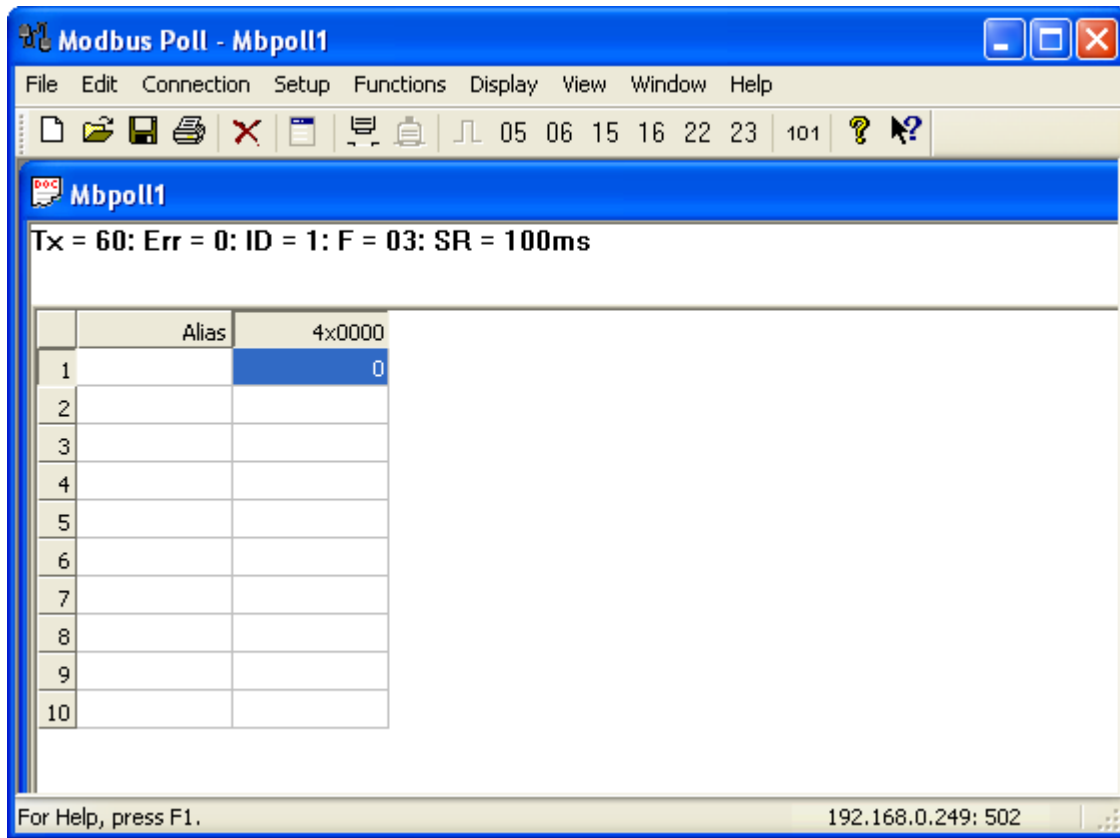 Modbus Poll - Mbpoll1
File Edit Connection Setup Functions Display View Window Help
05 06 15 16 22 23 101
DOC Mbpoll1
Tx = 60: Err = 0: ID = 1: F = 03: SR = 100ms
Alias 4x0000
1 0
2
3
4
5
6
7
8
9
10
For Help, press F1. 192.168.0.249: 502